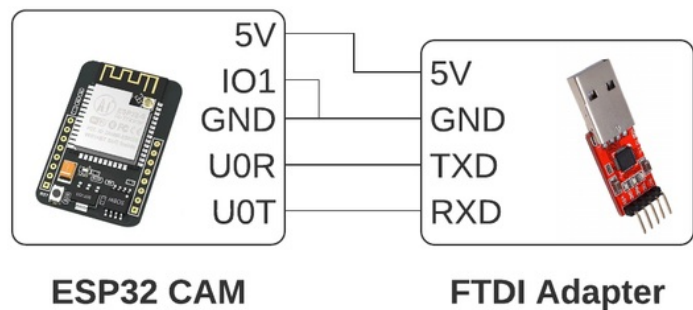 5V
IO1
GND
U0R
U0T
5V
GND
TXD
RXD
ESP32 CAM
FTDI Adapter